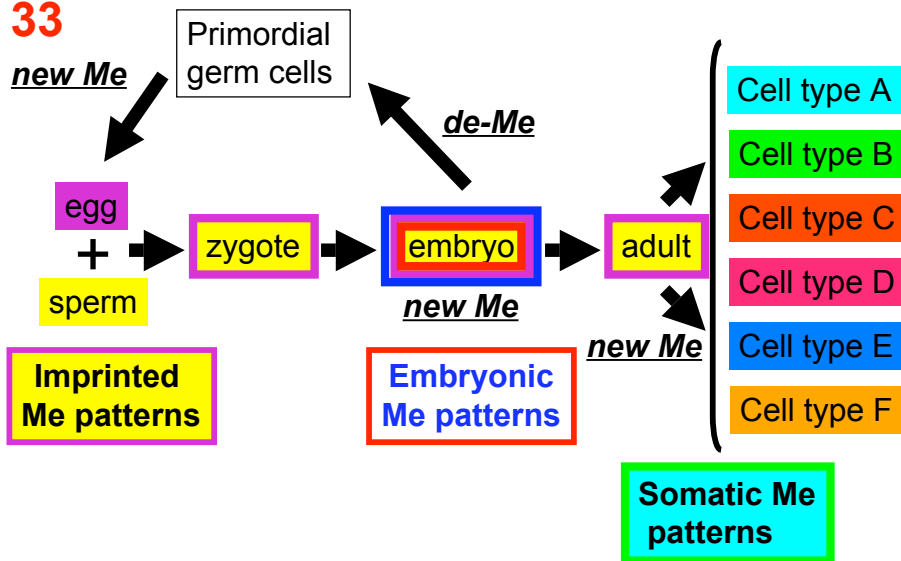 33
new Me
Primordial
germ cells
de-Me
egg
+
sperm
zygote
embryo
new Me
adult
new Me
Cell type A
Cell type B
Cell type C
Cell type D
Cell type E
Cell type F
Imprinted
Me patterns
Embryonic
Me patterns
Somatic Me
patterns